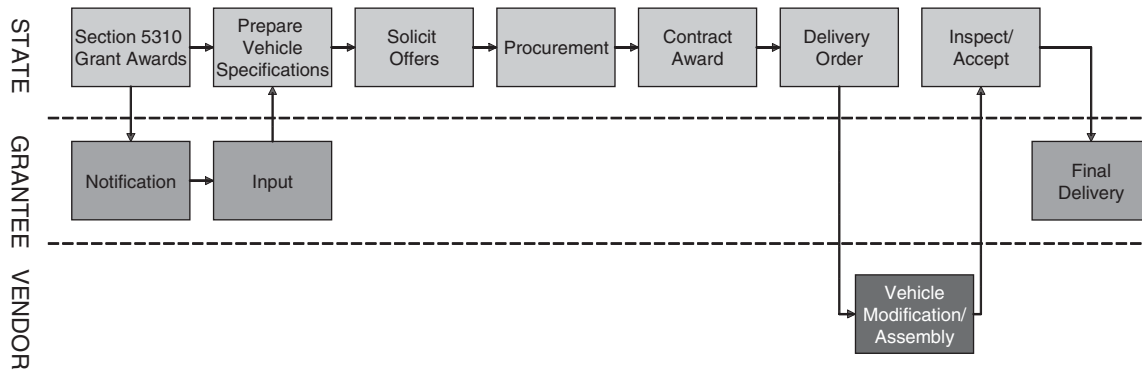 STATE
Section 5310
Grant Awards
Prepare
Vehicle
Specifications
Solicit
Offers
Procurement
Contract
Award
Delivery
Order
Inspect/
Accept
GRANTEE
Notification
Input
Final
Delivery
VENDOR
Vehicle
Modification/
Assembly